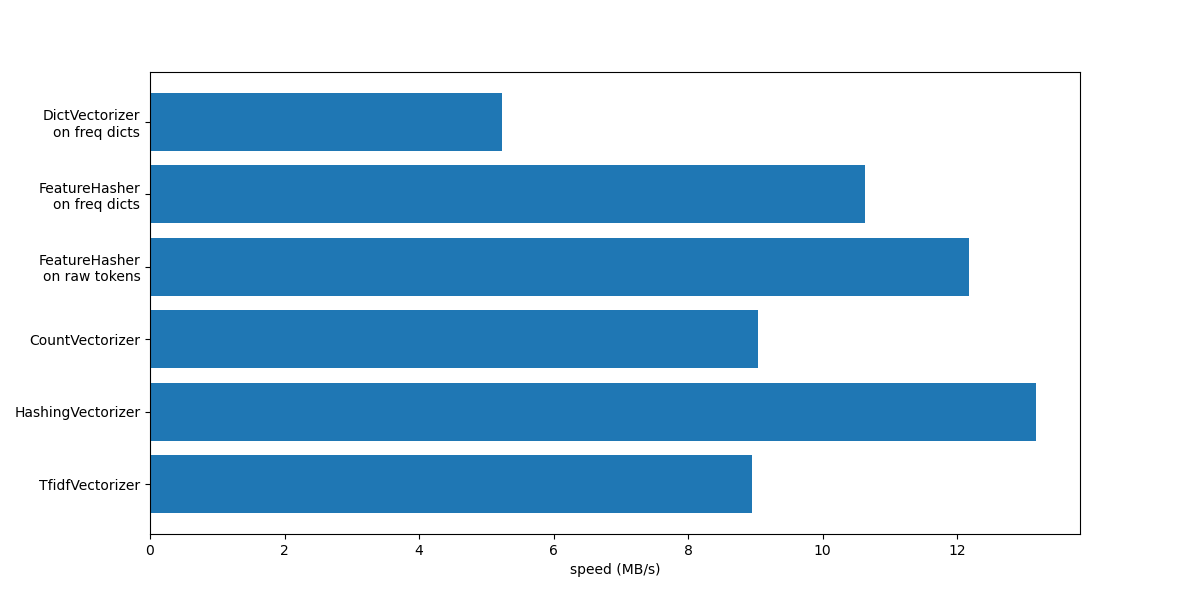 DictVectorizer
on freq dicts
FeatureHasher
on freq dicts
FeatureHasher
on raw tokens
CountVectorizer
HashingVectorizer
TfidfVectorizer
0 2 4 6 8 10 12
speed (MB/s)